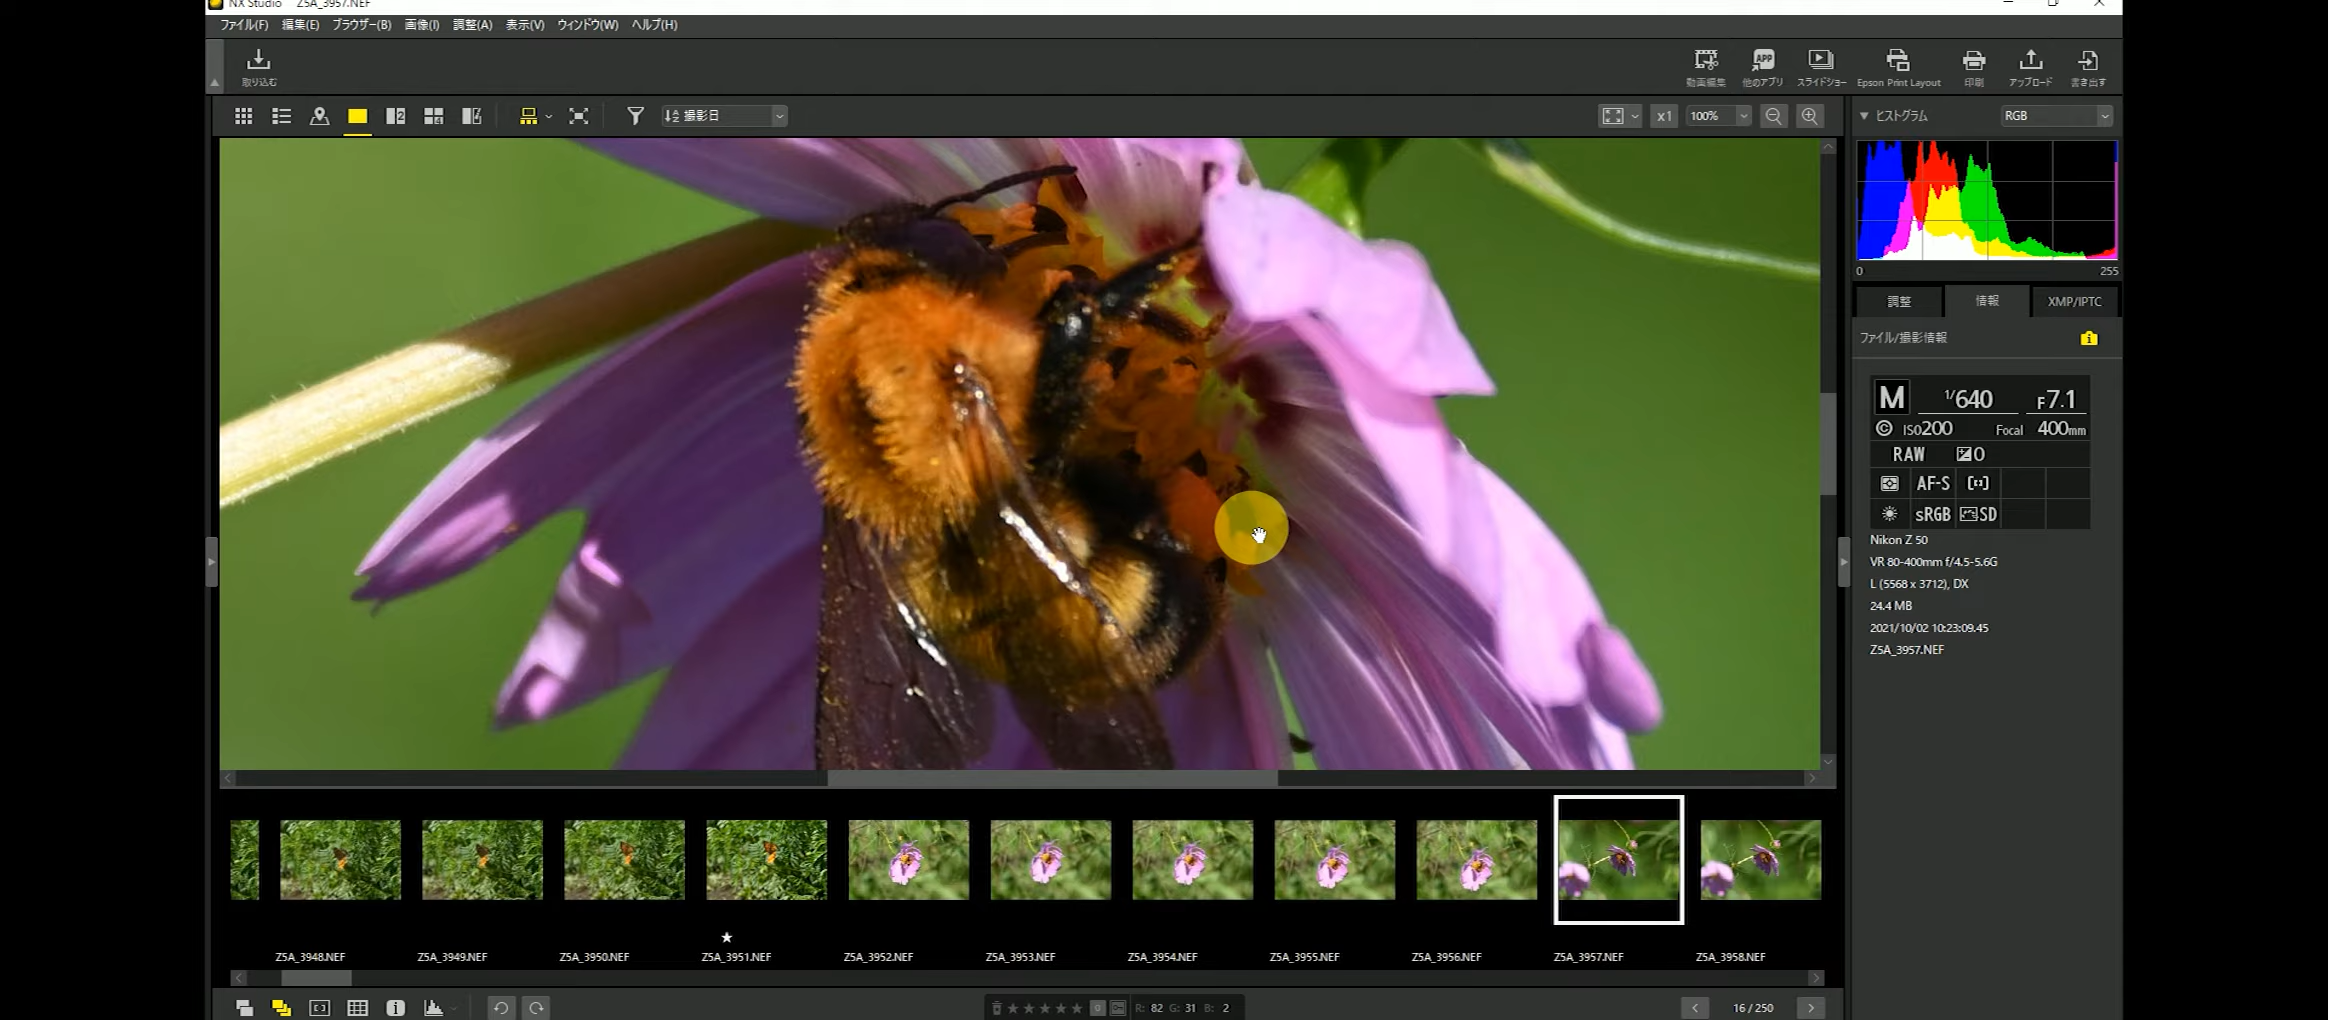 NX Studio Z5A_3957.NEF
ファイル(F) 編集(E) ブラウザー(B) 画像(I) 調整(A) 表示(V) ウィンドウ(W) ヘルプ(H)
取り込む 動画編集 他のアプリ スライドショー Epson Print Layout 印刷 アップロード 書き出す
撮影日 x1 100%
ヒストグラム RGB
0 255
調整 情報 XMP/IPTC
ファイル/撮影情報
M 1/640 F7.1
ISO200 Focal 400mm
RAW 0
AF-S
sRGB SD
Nikon Z 50
VR 80-400mm f/4.5-5.6G
L (5568 x 3712), DX
24.4 MB
2021/10/02 10:23:09.45
Z5A_3957.NEF
Z5A_3948.NEF Z5A_3949.NEF Z5A_3950.NEF Z5A_3951.NEF Z5A_3952.NEF Z5A_3953.NEF Z5A_3954.NEF Z5A_3955.NEF Z5A_3956.NEF Z5A_3957.NEF Z5A_3958.NEF
R: 82 G: 31 B: 2 16 / 250